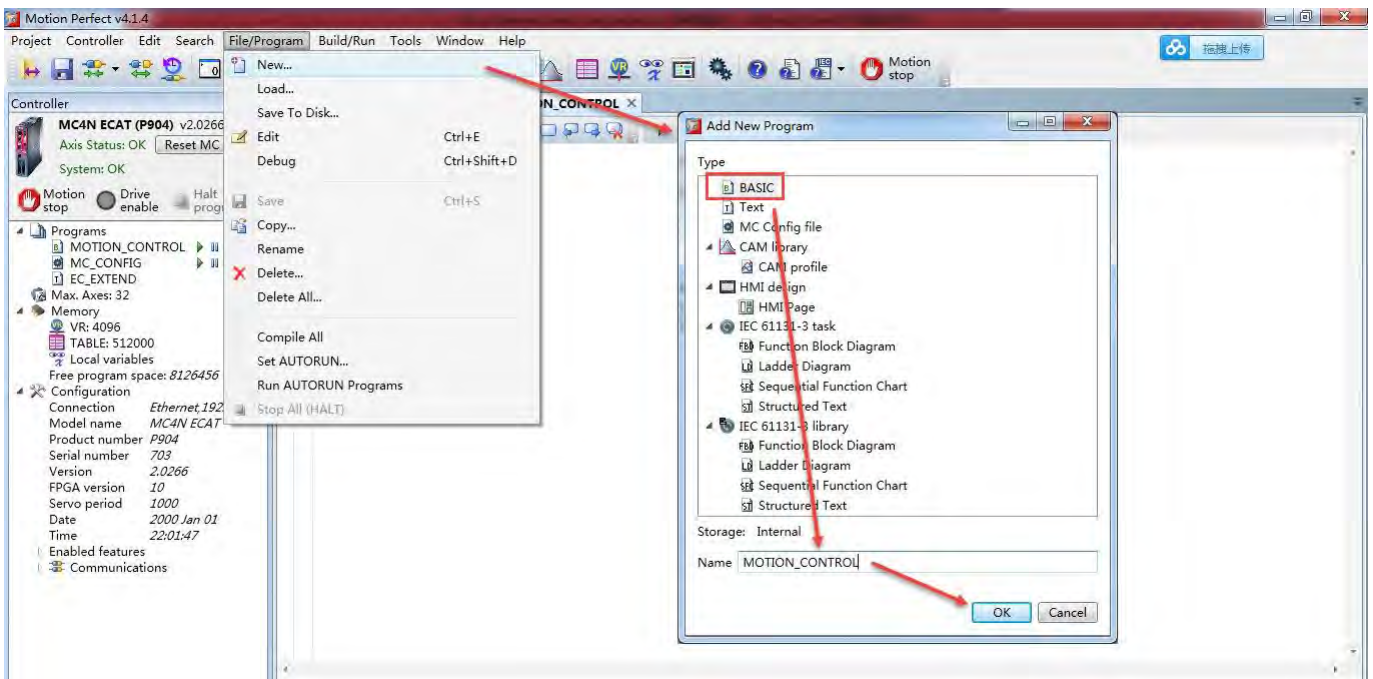 Motion Perfect v4.1.4
Project Controller Edit Search File/Program Build/Run Tools Window Help
拖拽上传
Motion
stop
New...
Load...
Save To Disk...
Edit Ctrl+E
Debug Ctrl+Shift+D
Save Ctrl+S
Copy...
Rename
Delete...
Delete All...
Compile All
Set AUTORUN...
Run AUTORUN Programs
Stop All (HALT)
Controller
MC4N ECAT (P904) v2.0266
Axis Status: OK Reset MC
System: OK
Motion
stop
Drive
enable
Halt
Programs
MOTION_CONTROL
MC_CONFIG
EC_EXTEND
Max. Axes: 32
Memory
VR: 4096
TABLE: 512000
Local variables
Free program space: 8126456
Configuration
Connection Ethernet,192
Model name MC4N ECAT
Product number P904
Serial number 703
Version 2.0266
FPGA version 10
Servo period 1000
Date 2000 Jan 01
Time 22:01:47
Enabled features
Communications
ON_CONTROL
Add New Program
Type
BASIC
Text
MC Config file
CAM library
CAM profile
HMI design
HMI Page
IEC 61131-3 task
Function Block Diagram
Ladder Diagram
Sequential Function Chart
Structured Text
IEC 61131-3 library
Function Block Diagram
Ladder Diagram
Sequential Function Chart
Structured Text
Storage: Internal
Name MOTION_CONTROL
OK Cancel